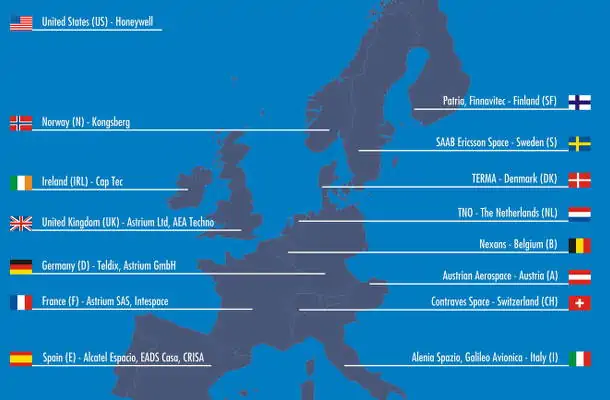 United States (US) - Honeywell
Norway (N) - Kongsberg
Ireland (IRL) - Cap Tec
United Kingdom (UK) - Astrium Ltd, AEA Techno
Germany (D) - Teldix, Astrium GmbH
France (F) - Astrium SAS, Intespace
Spain (E) - Alcatel Espacio, EADS Casa, CRISA
Patria, Finnavitec - Finland (SF)
SAAB Ericsson Space - Sweden (S)
TERMA - Denmark (DK)
TNO - The Netherlands (NL)
Nexans - Belgium (B)
Austrian Aerospace - Austria (A)
Contraves Space - Switzerland (CH)
Alenia Spazio, Galileo Avionica - Italy (I)